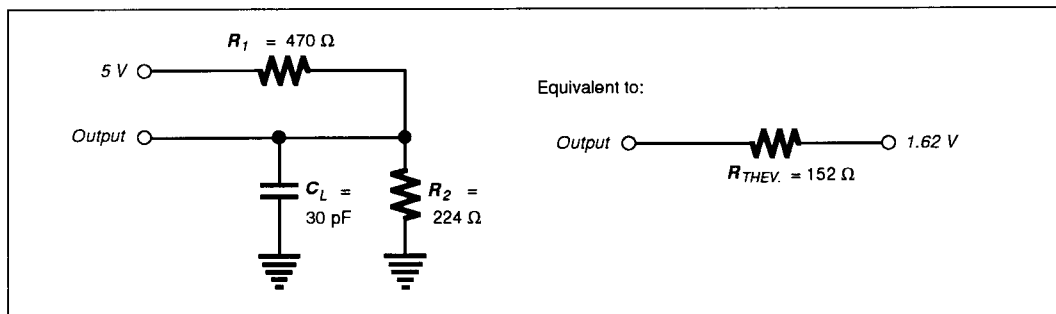 R1 = 470 Ω
5 V
Output
CL =
30 pF
R2 =
224 Ω
Equivalent to:
Output
1.62 V
RTHEV. = 152 Ω